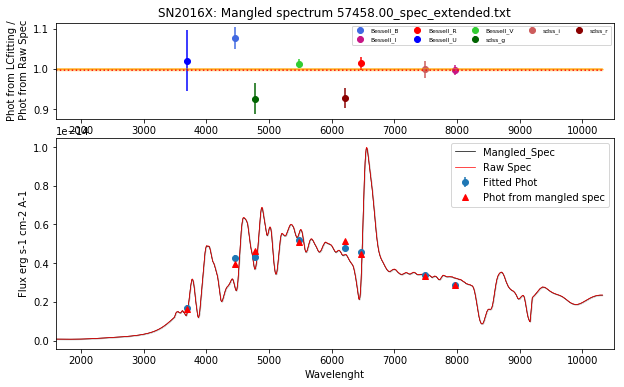 SN2016X: Mangled spectrum 57458.00_spec_extended.txt
Phot from LCfitting /
Phot from Raw Spec
1.1
1.0
0.9
Bessell_B
Bessell_I
Bessell_R
Bessell_U
Bessell_V
sdss_g
sdss_i
sdss_r
2000 3000 4000 5000 6000 7000 8000 9000 10000
1e−14
Flux erg s-1 cm-2 A-1
1.0
0.8
0.6
0.4
0.2
0.0
Mangled_Spec
Raw Spec
Fitted Phot
Phot from mangled spec
2000 3000 4000 5000 6000 7000 8000 9000 10000
Wavelenght